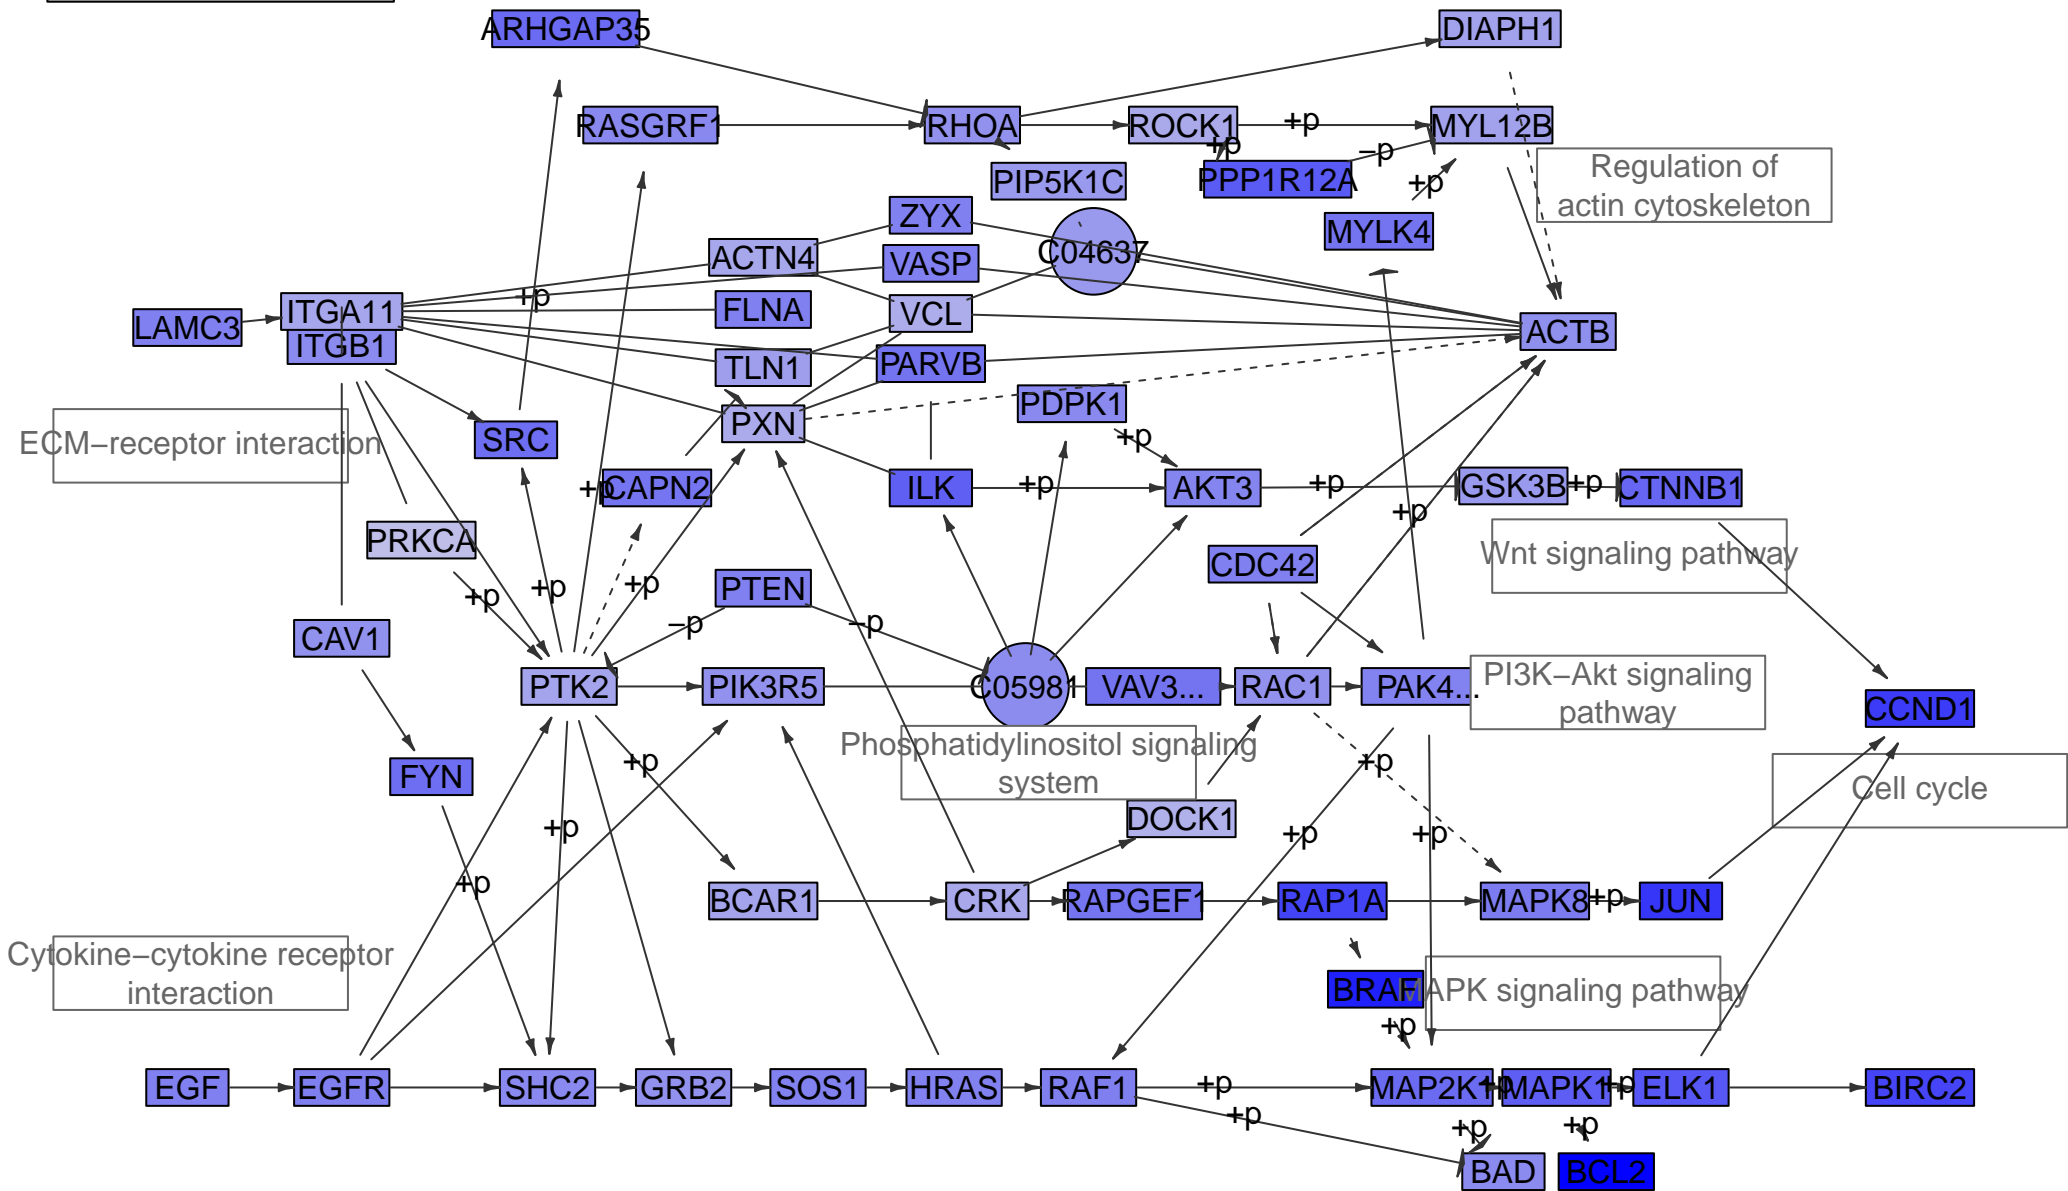 ARHGAP35
DIAPH1
RASGRF1
RHOA
ROCK1
+p
MYL12B
+p
−p
Regulation of
actin cytoskeleton
PIP5K1C
PPP1R12A
+p
ZYX
MYLK4
ACTN4
VASP
C04637
+p
ITGA11
FLNA
VCL
LAMC3
ITGB1
ACTB
TLN1
PARVB
PXN
PDPK1
ECM−receptor interaction
SRC
+p
+p
CAPN2
ILK
+p
AKT3
+p
GSK3B
+p
CTNNB1
+p
PRKCA
Wnt signaling pathway
CDC42
+p
+p
+p
PTEN
−p
−p
CAV1
PTK2
PIK3R5
C05981
VAV3...
RAC1
PAK4...
PI3K−Akt signaling
pathway
CCND1
Phosphatidylinositol signaling
system
+p
+p
FYN
Cell cycle
DOCK1
+p
+p
+p
+p
BCAR1
CRK
RAPGEF1
RAP1A
MAPK8
+p
JUN
Cytokine−cytokine receptor
interaction
BRAF
MAPK signaling pathway
+p
EGF
EGFR
SHC2
GRB2
SOS1
HRAS
RAF1
+p
MAP2K1
+p
MAPK1
+p
ELK1
BIRC2
+p
+p
+p
BAD
BCL2